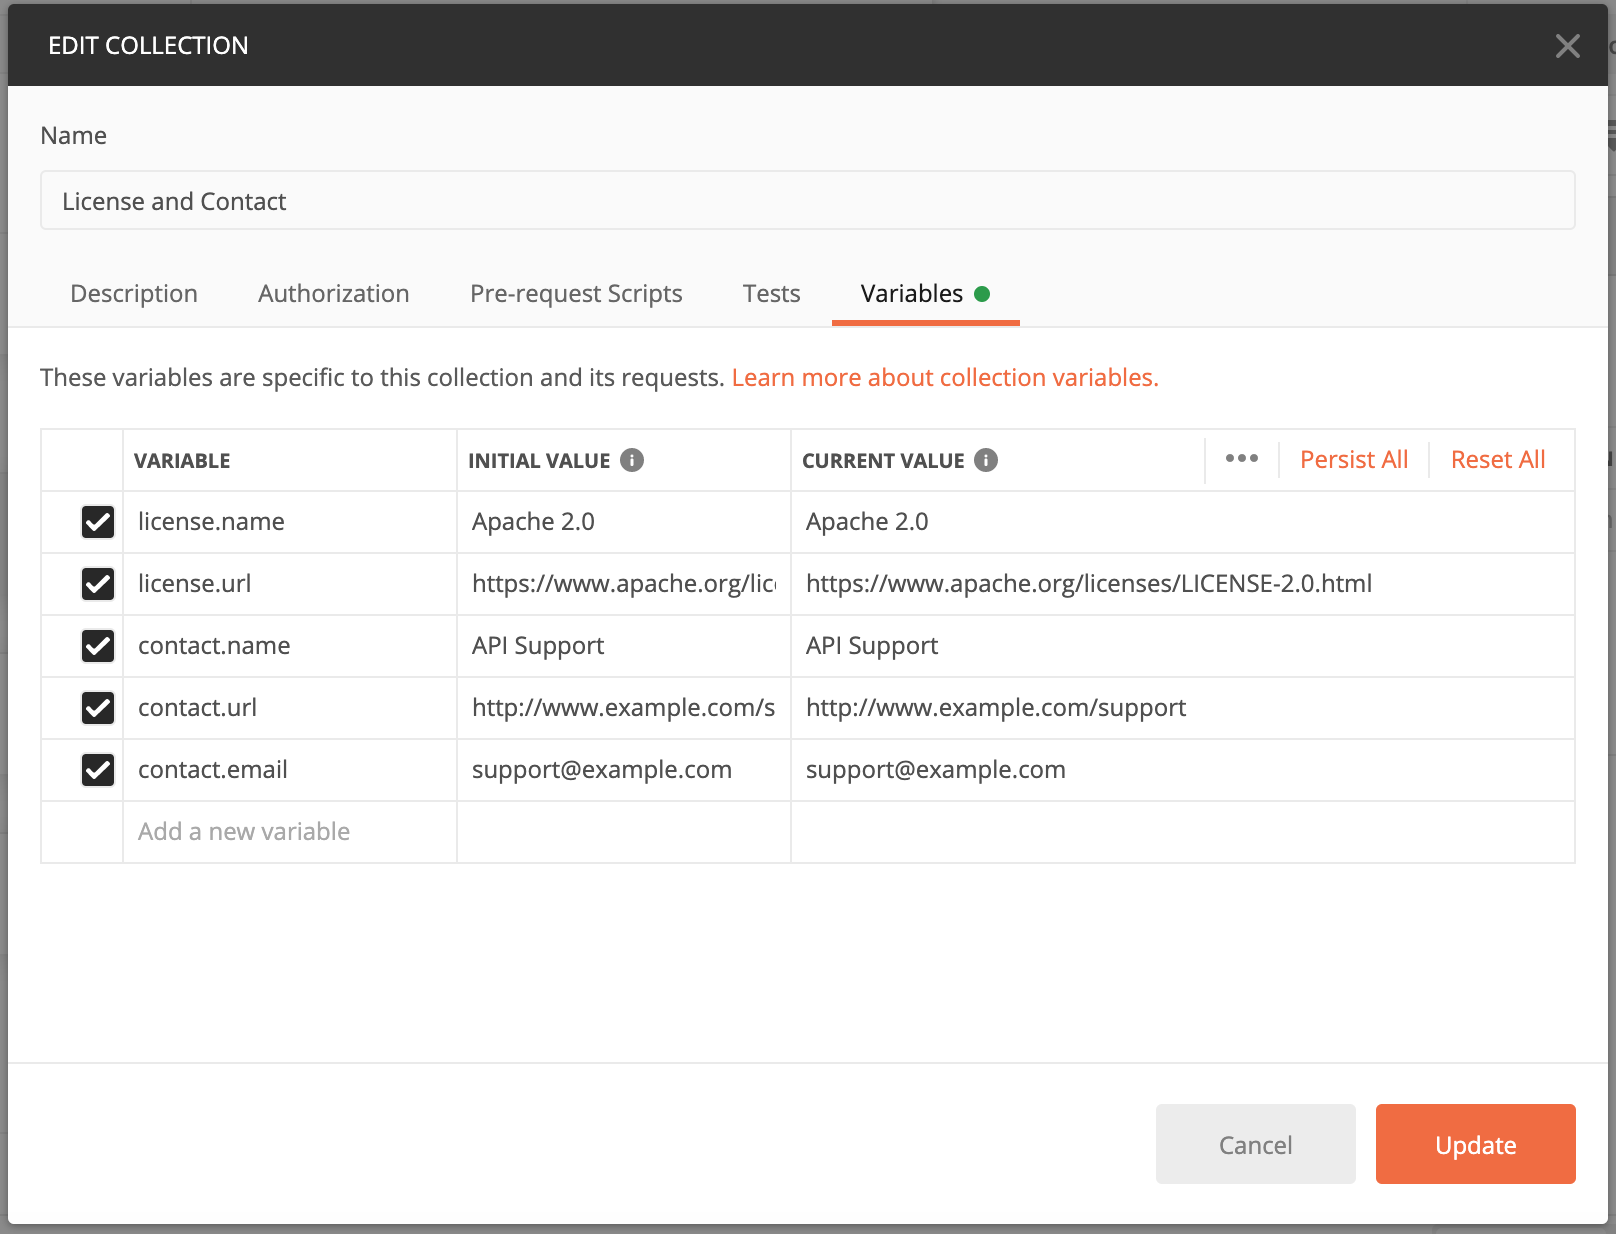 EDIT COLLECTION
Name
License and Contact
Description Authorization Pre-request Scripts Tests Variables
These variables are specific to this collection and its requests. Learn more about collection variables.
VARIABLE INITIAL VALUE CURRENT VALUE Persist All Reset All
license.name Apache 2.0 Apache 2.0
license.url https://www.apache.org/lic https://www.apache.org/licenses/LICENSE-2.0.html
contact.name API Support API Support
contact.url http://www.example.com/s http://www.example.com/support
contact.email support@example.com support@example.com
Add a new variable
Cancel Update